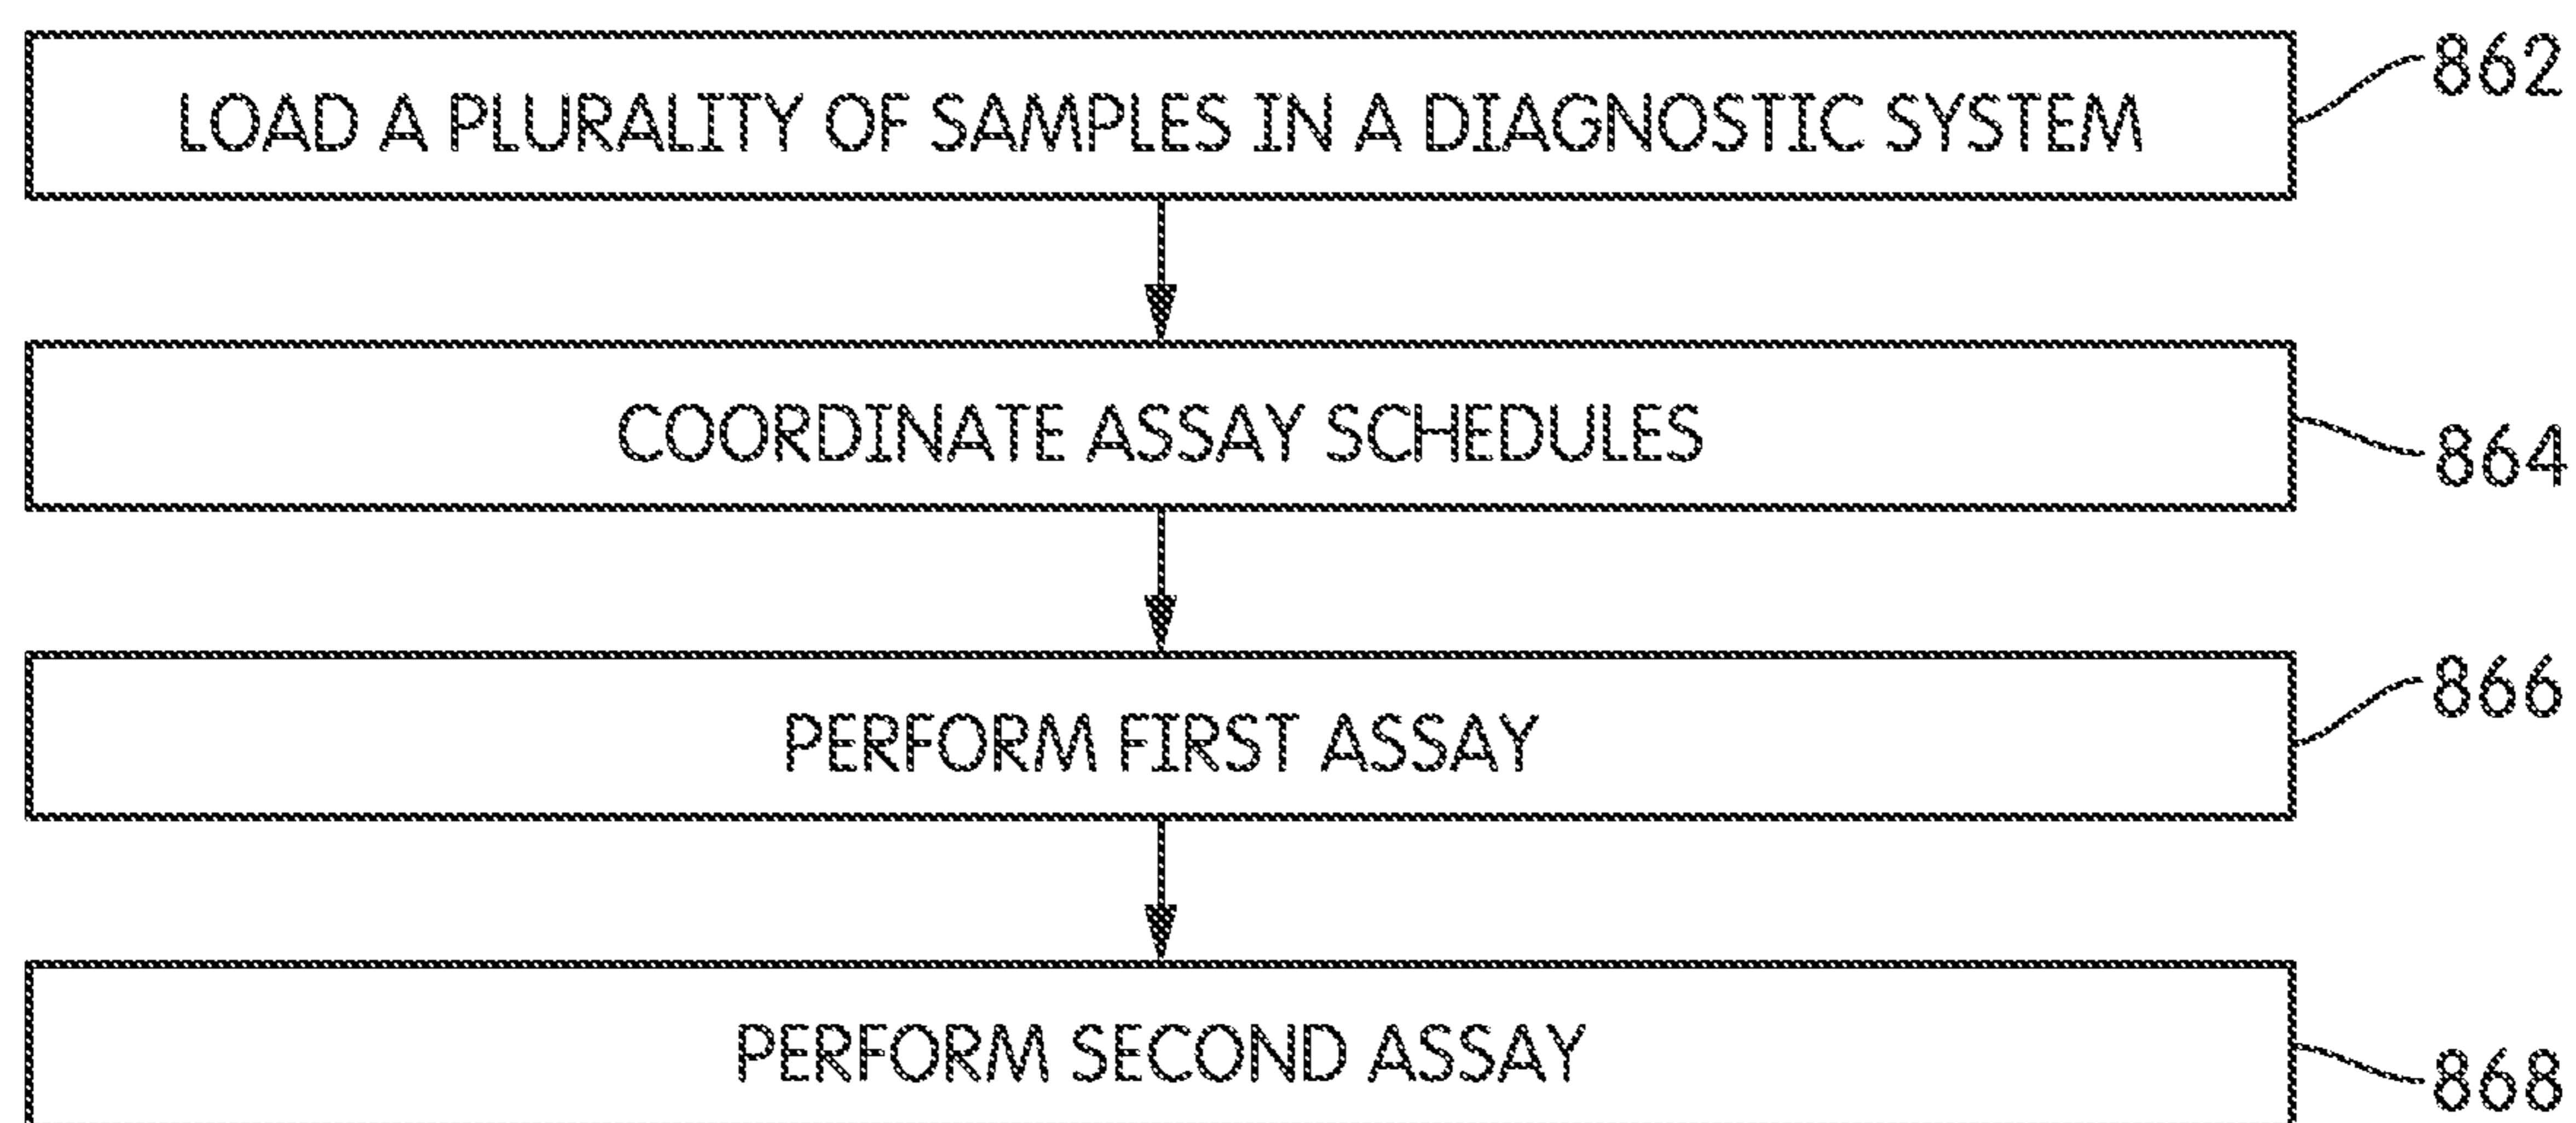 LOAD A PLURALITY OF SAMPLES IN A DIAGNOSTIC SYSTEM
862
COORDINATE ASSAY SCHEDULES
864
PERFORM FIRST ASSAY
866
PERFORM SECOND ASSAY
868